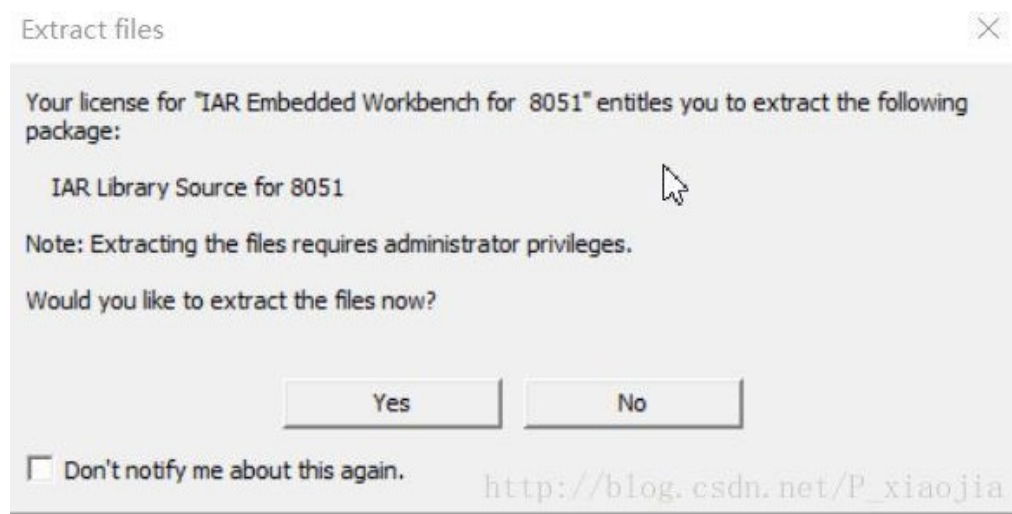 Extract files
Your license for "IAR Embedded Workbench for  8051" entitles you to extract the following
package:
IAR Library Source for 8051
Note: Extracting the files requires administrator privileges.
Would you like to extract the files now?
Yes No
Don't notify me about this again.
http://blog.csdn.net/P_xiaojia